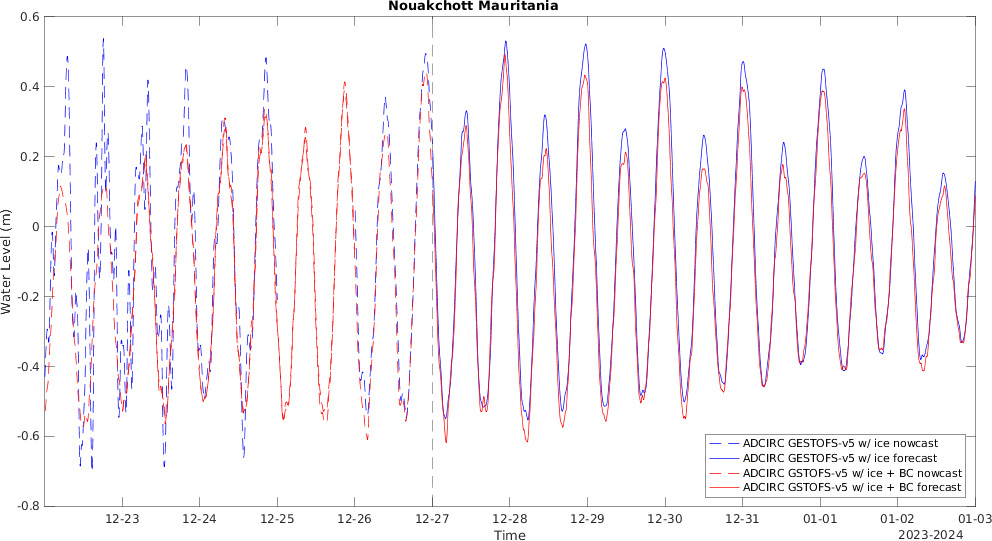 Nouakchott Mauritania
0.6
0.4
0.2
0
-0.2
-0.4
-0.6
-0.8
Water Level (m)
ADCIRC GESTOFS-v5 w/ ice nowcast
ADCIRC GESTOFS-v5 w/ ice forecast
ADCIRC GSTOFS-v5 w/ ice + BC nowcast
ADCIRC GSTOFS-v5 w/ ice + BC forecast
12-23 12-24 12-25 12-26 12-27 12-28 12-29 12-30 12-31 01-01 01-02 01-03
Time
2023-2024